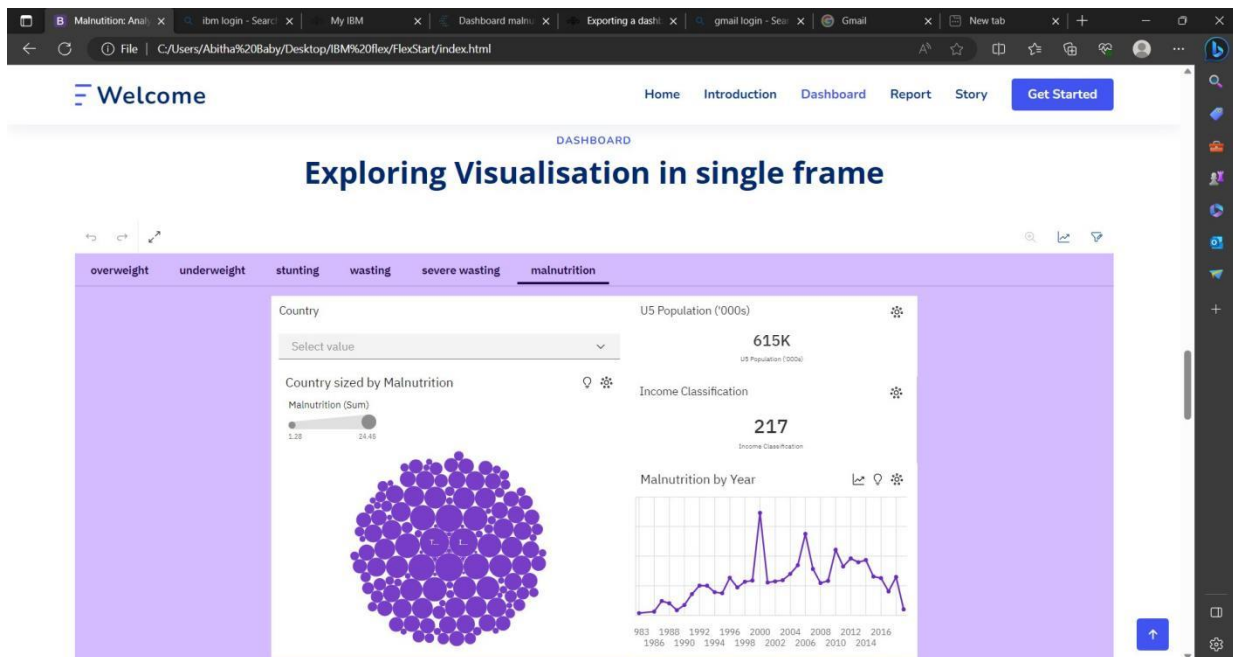 Malnutrition: Analy
ibm login - Search
My IBM
Dashboard malnu
Exporting a dashb
gmail login - Sear
Gmail
New tab
File C:/Users/Abitha%20Baby/Desktop/IBM%20flex/FlexStart/index.html
Welcome
Home Introduction Dashboard Report Story Get Started
DASHBOARD
Exploring Visualisation in single frame
overweight underweight stunting wasting severe wasting malnutrition
Country
Select value
Country sized by Malnutrition
Malnutrition (Sum)
1.28 24.45
U5 Population ('000s)
615K
U5 Population ('000s)
Income Classification
217
Income Classification
Malnutrition by Year
983 1988 1992 1996 2000 2004 2008 2012 2016
1986 1990 1994 1998 2002 2006 2010 2014